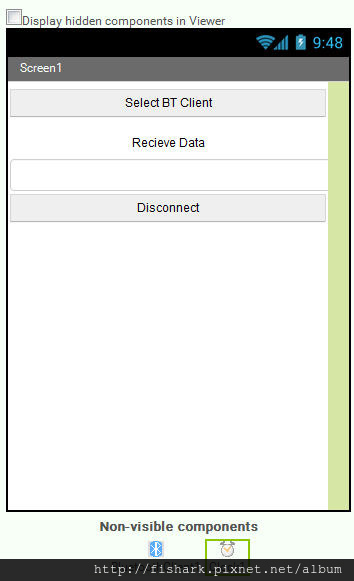 Display hidden components in Viewer
9:48
Screen1
Select BT Client
Recieve Data
Disconnect
Non-visible components
http://fishark.pixnet.net/album